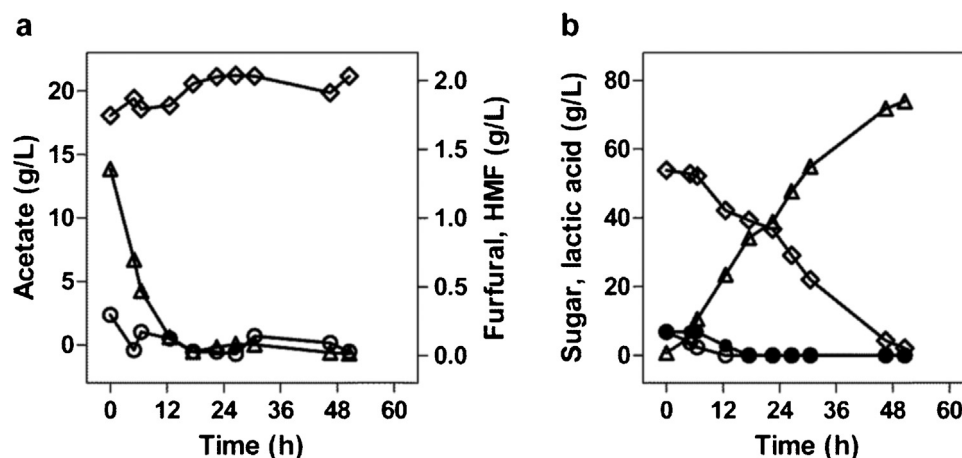 a
Acetate (g/L)
20
15
10
5
0
2.0
1.5
1.0
0.5
0.0
Furfural, HMF (g/L)
0 12 24 36 48 60
Time (h)
b
Sugar, lactic acid (g/L)
80
60
40
20
0
0 12 24 36 48 60
Time (h)